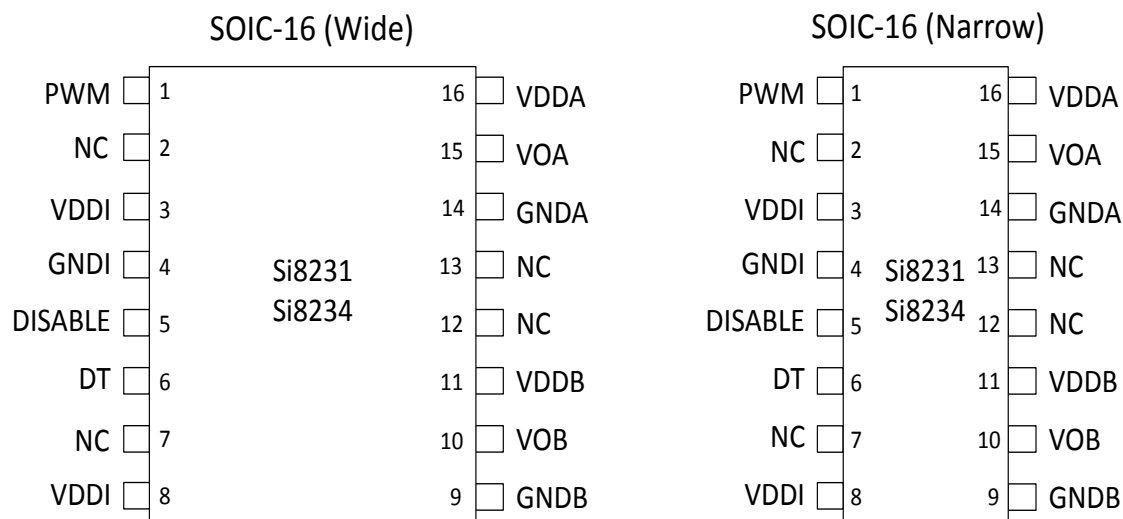 SOIC-16 (Wide)
PWM 1 16 VDDA
NC 2 15 VOA
VDDI 3 14 GNDA
GNDI 4 13 NC
DISABLE 5 12 NC
DT 6 11 VDDB
NC 7 10 VOB
VDDI 8 9 GNDB
Si8231
Si8234
SOIC-16 (Narrow)
PWM 1 16 VDDA
NC 2 15 VOA
VDDI 3 14 GNDA
GNDI 4 13 NC
DISABLE 5 12 NC
DT 6 11 VDDB
NC 7 10 VOB
VDDI 8 9 GNDB
Si8231
Si8234